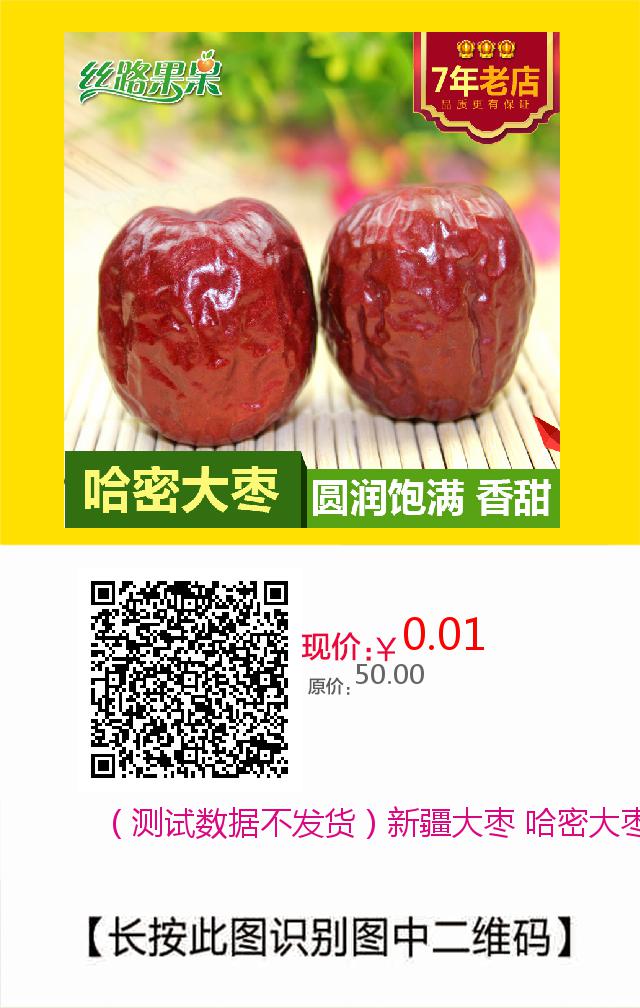 丝路果果
7年老店
品质更有保证
哈密大枣
圆润饱满 香甜
现价:￥0.01
原价:50.00
（测试数据不发货）新疆大枣 哈密大枣
【长按此图识别图中二维码】